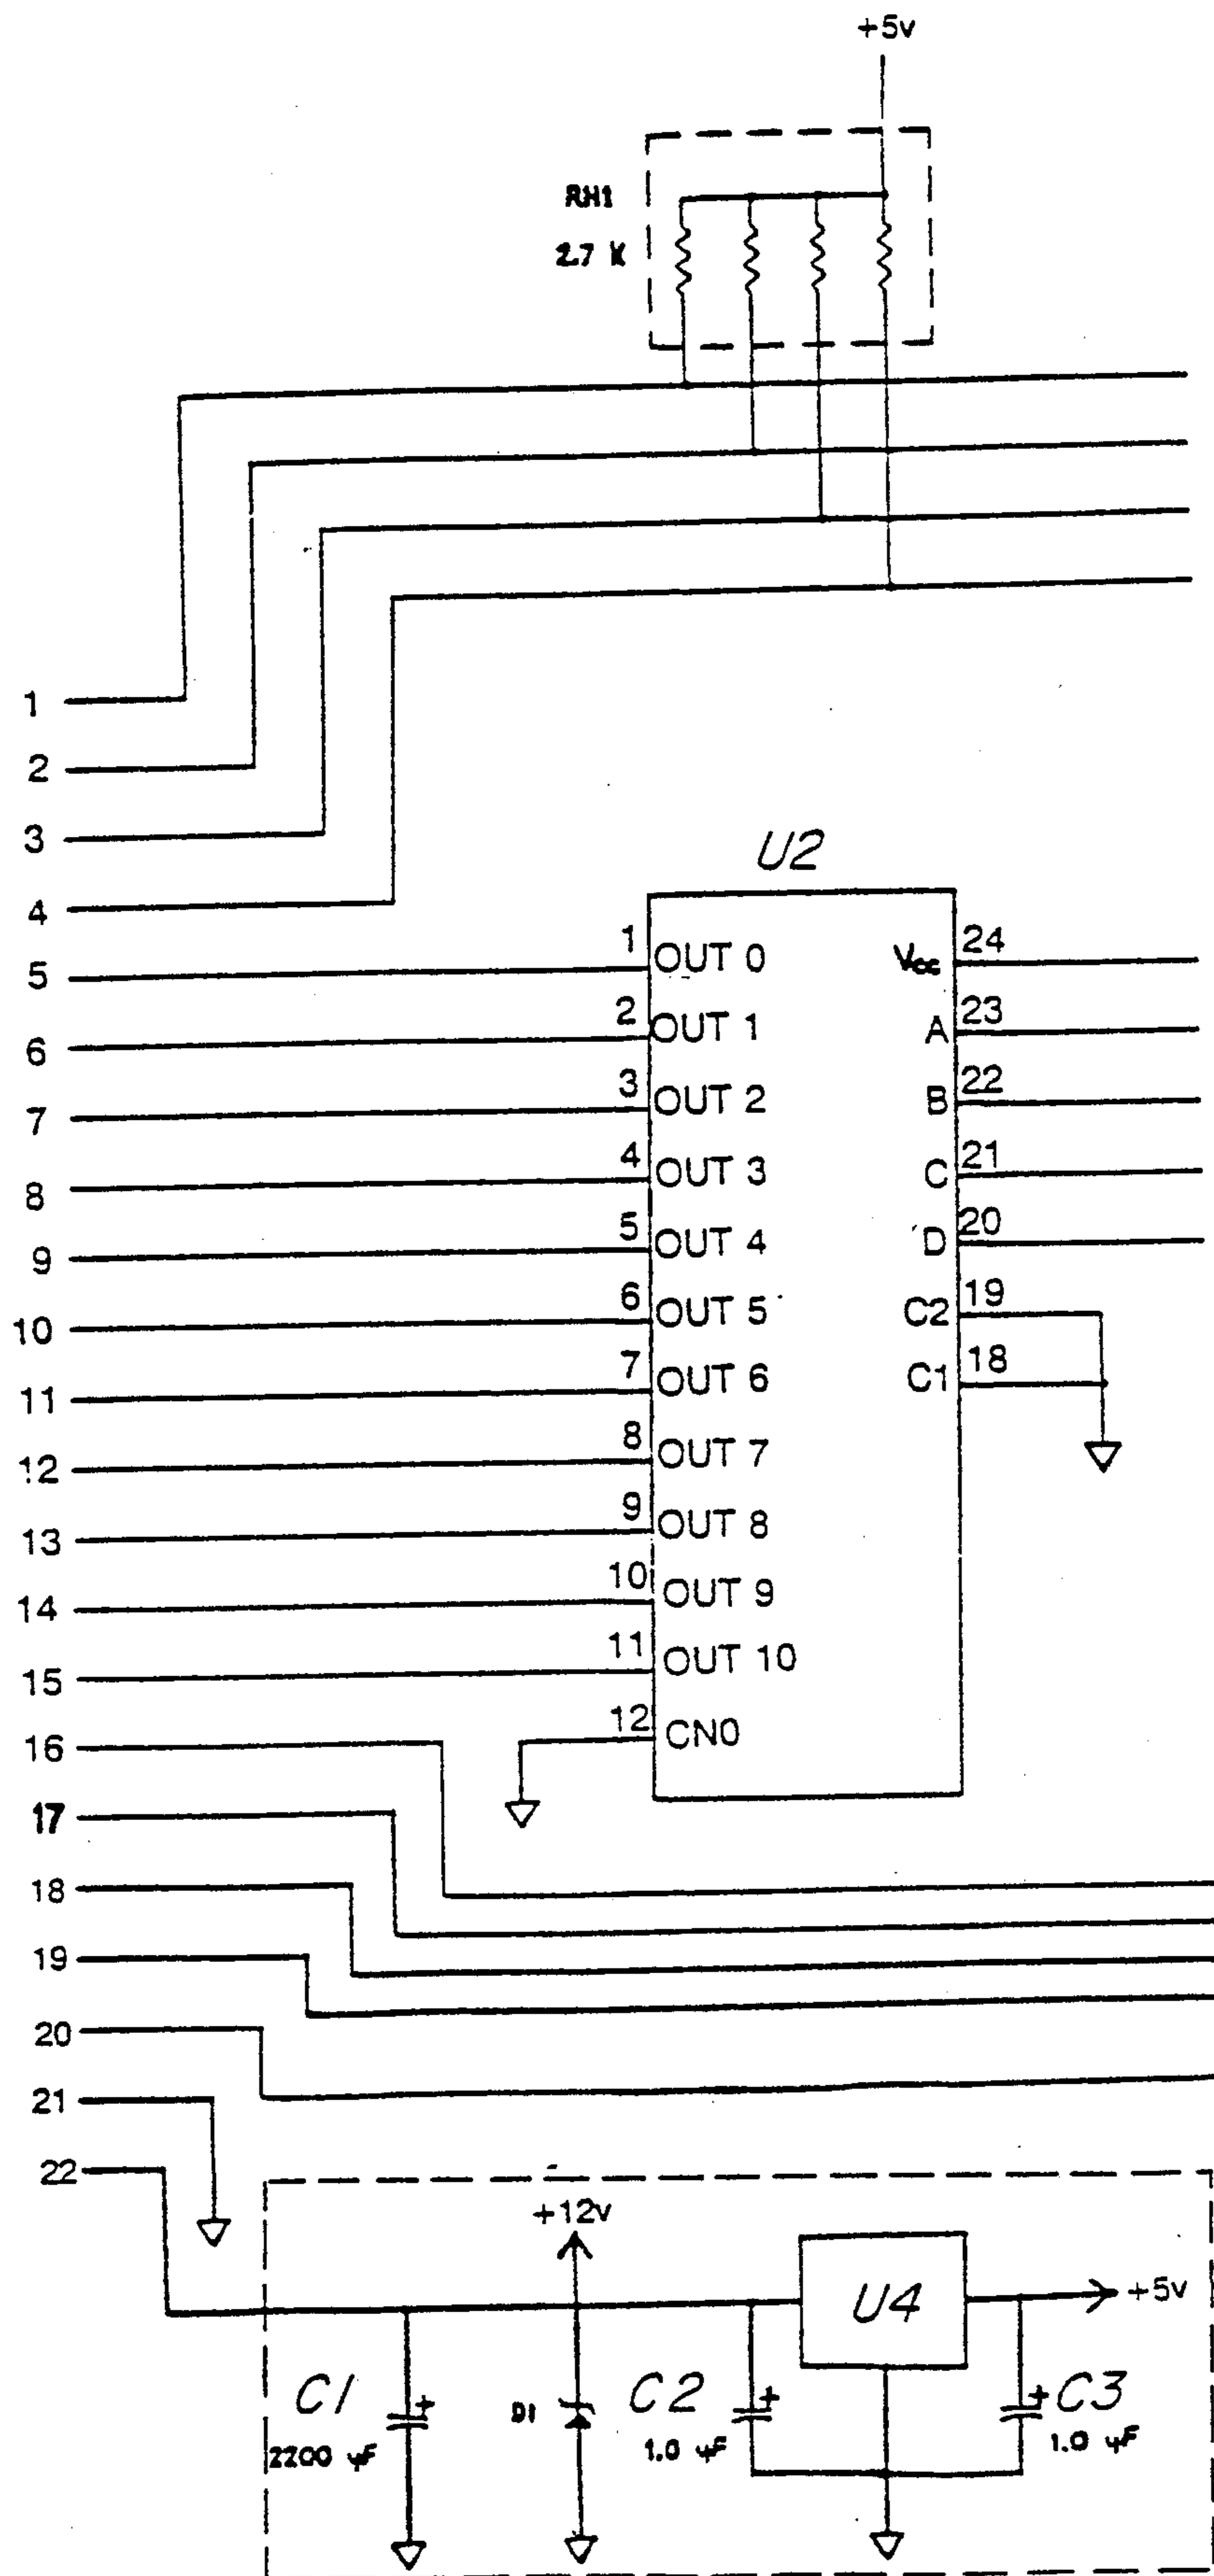 +5v
RH1
2.7 K
1
2
3
4
5
6
7
8
9
10
11
12
13
14
15
16
17
18
19
20
21
22
U2
1 OUT 0
2 OUT 1
3 OUT 2
4 OUT 3
5 OUT 4
6 OUT 5
7 OUT 6
8 OUT 7
9 OUT 8
10 OUT 9
11 OUT 10
12 CN0
Vcc 24
A 23
B 22
C 21
D 20
C2 19
C1 18
+12v
U4
+5v
C1 +
2200 µF
D1
C2 +
1.0 µF
+ C3
1.0 µF